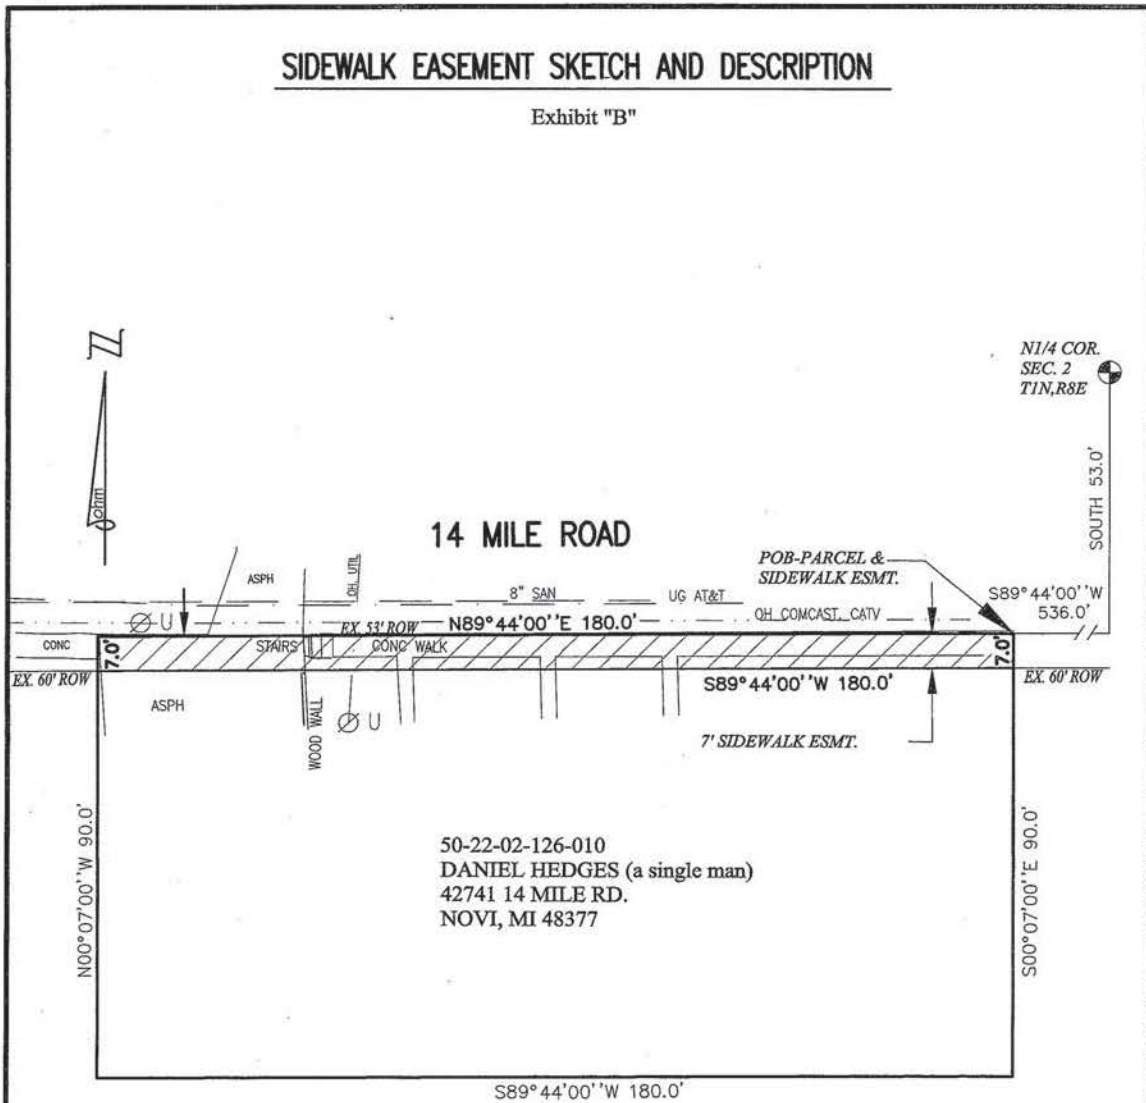 SIDEWALK EASEMENT SKETCH AND DESCRIPTION
Exhibit "B"
N1/4 COR.
SEC. 2
T1N,R8E
SOUTH 53.0'
Z
ohm
14 MILE ROAD
POB-PARCEL &
SIDEWALK ESMT.
S89°44'00''W
536.0'
ASPH
OH. UTIL
8" SAN
UG AT&T
OH COMCAST CATV
U
EX. 53' ROW
N89°44'00''E 180.0'
CONC
7.0'
STAIRS
CONC WALK
7.0'
EX. 60' ROW
S89°44'00''W 180.0'
EX. 60' ROW
ASPH
WOOD WALL
U
7' SIDEWALK ESMT.
N00°07'00''W 90.0'
50-22-02-126-010
DANIEL HEDGES (a single man)
42741 14 MILE RD.
NOVI, MI 48377
S00°07'00''E 90.0'
S89°44'00''W 180.0'